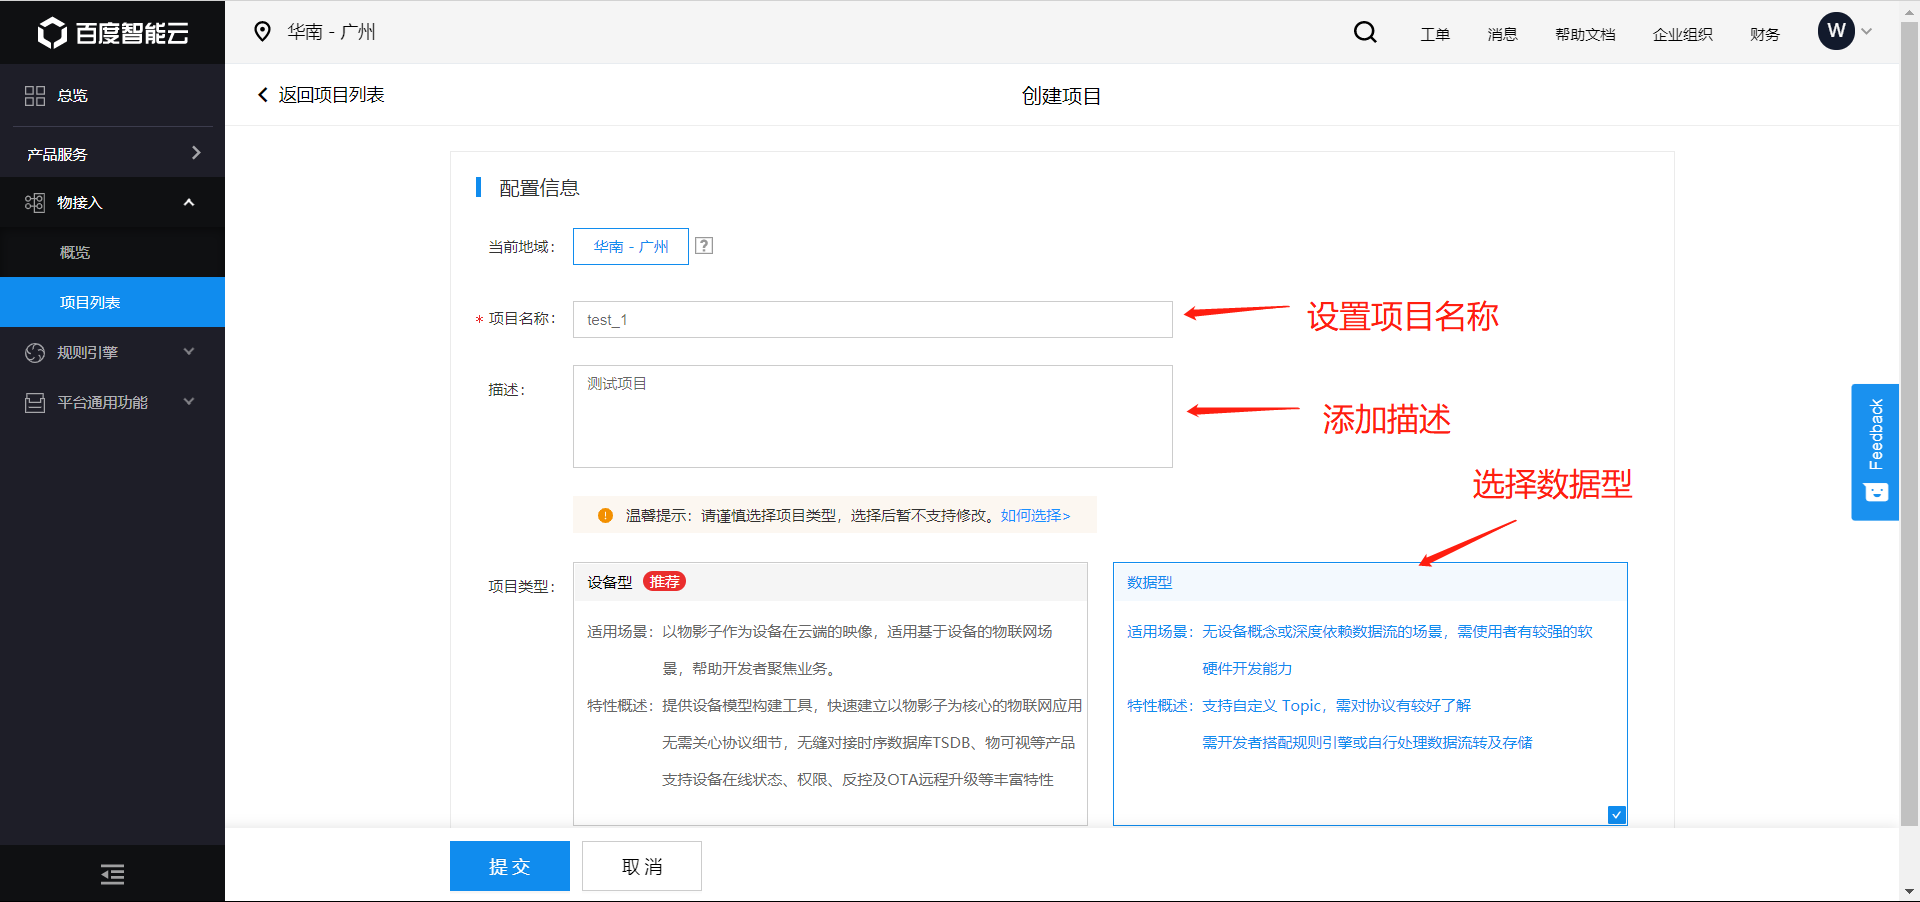 百度智能云
华南 - 广州
工单
消息
帮助文档
企业组织
财务
W
总览
产品服务
物接入
概览
项目列表
规则引擎
平台通用功能
返回项目列表
创建项目
配置信息
当前地域：
华南 - 广州
?
* 项目名称：
test_1
设置项目名称
描述：
测试项目
添加描述
选择数据型
温馨提示：请谨慎选择项目类型，选择后暂不支持修改。如何选择>
项目类型：
设备型 推荐
适用场景：以物影子作为设备在云端的映像，适用基于设备的物联网场
景，帮助开发者聚焦业务。
特性概述：提供设备模型构建工具，快速建立以物影子为核心的物联网应用
无需关心协议细节，无缝对接时序数据库TSDB、物可视等产品
支持设备在线状态、权限、反控及OTA远程升级等丰富特性
数据型
适用场景：无设备概念或深度依赖数据流的场景，需使用者有较强的软
硬件开发能力
特性概述：支持自定义 Topic，需对协议有较好了解
需开发者搭配规则引擎或自行处理数据流转及存储
Feedback
提交
取消